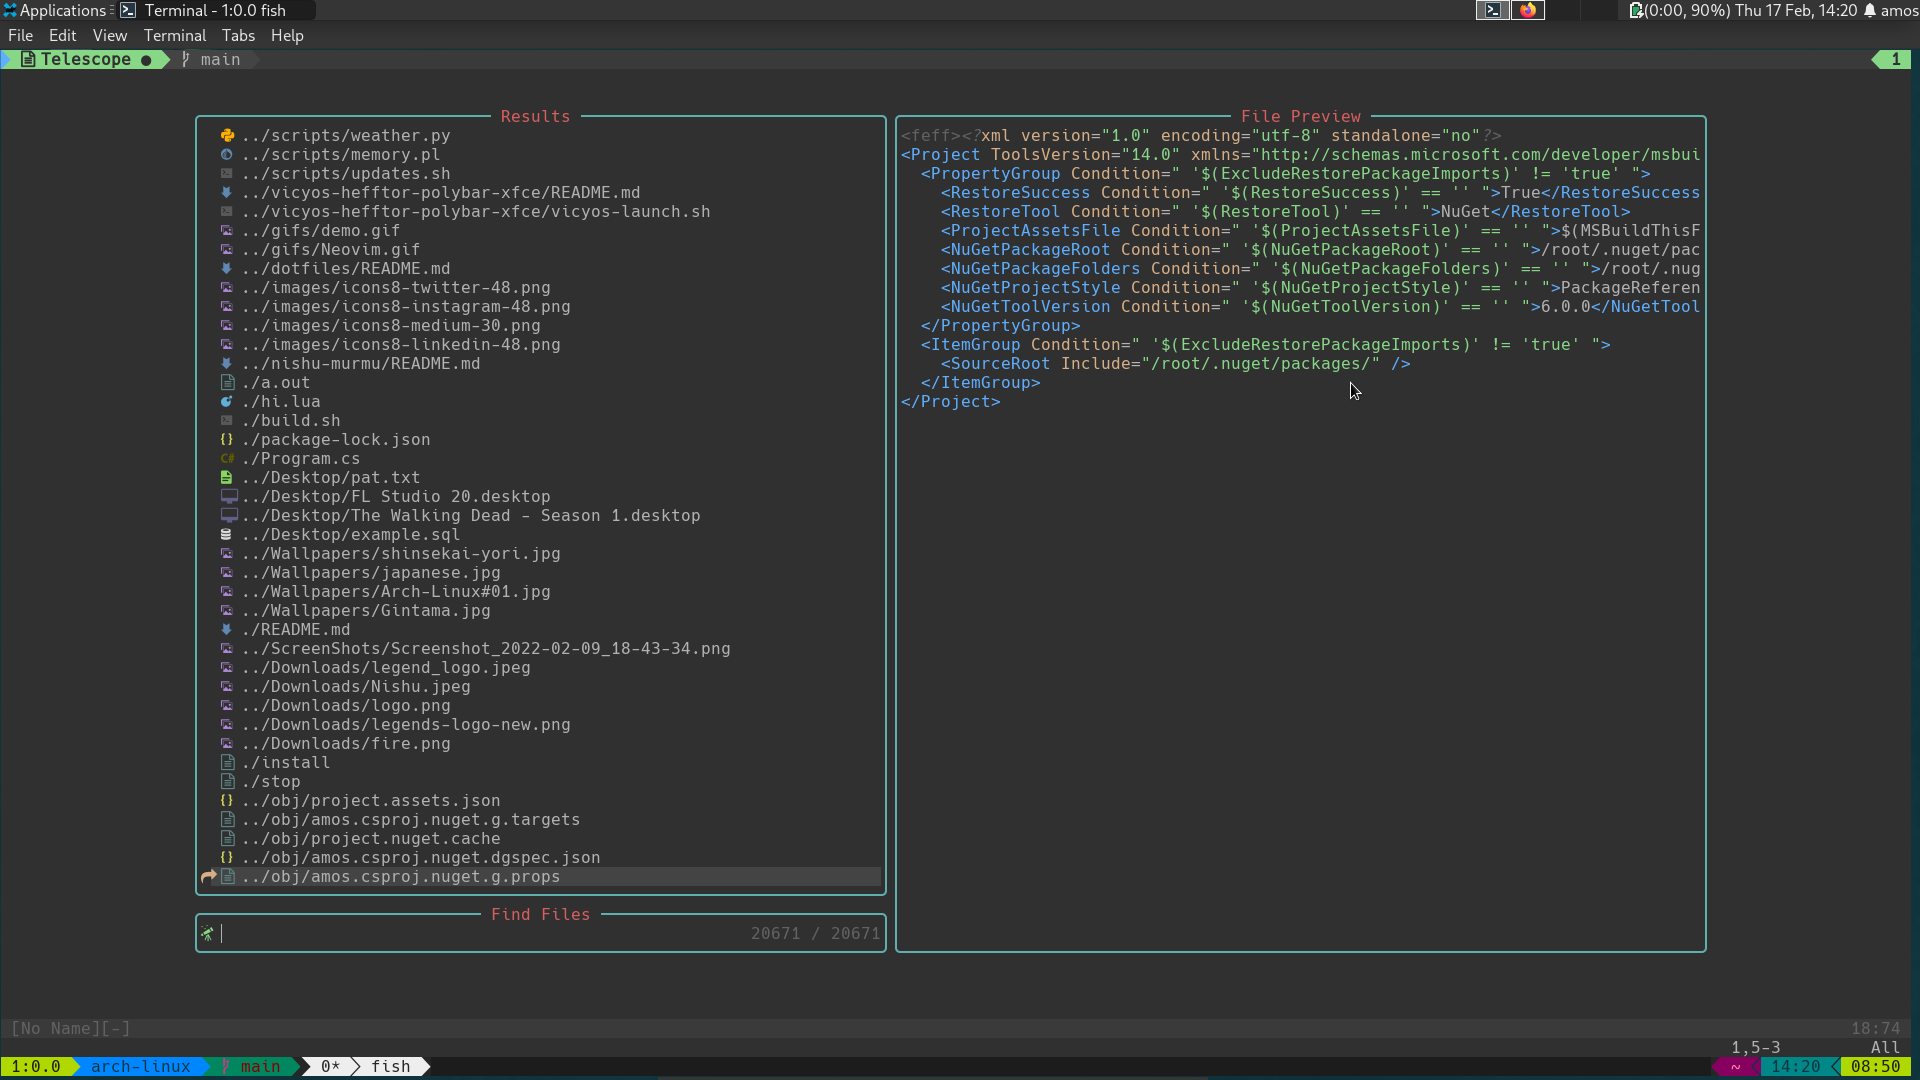 Applications Terminal - 1:0.0 fish (0:00, 90%) Thu 17 Feb, 14:20 amos
File Edit View Terminal Tabs Help
Telescope ● main 1
Results
../scripts/weather.py
../scripts/memory.pl
../scripts/updates.sh
../vicyos-hefftor-polybar-xfce/README.md
../vicyos-hefftor-polybar-xfce/vicyos-launch.sh
../gifs/demo.gif
../gifs/Neovim.gif
../dotfiles/README.md
../images/icons8-twitter-48.png
../images/icons8-instagram-48.png
../images/icons8-medium-30.png
../images/icons8-linkedin-48.png
../nishu-murmu/README.md
./a.out
./hi.lua
./build.sh
{} ./package-lock.json
C# ./Program.cs
../Desktop/pat.txt
../Desktop/FL Studio 20.desktop
../Desktop/The Walking Dead - Season 1.desktop
../Desktop/example.sql
../Wallpapers/shinsekai-yori.jpg
../Wallpapers/japanese.jpg
../Wallpapers/Arch-Linux#01.jpg
../Wallpapers/Gintama.jpg
./README.md
../ScreenShots/Screenshot_2022-02-09_18-43-34.png
../Downloads/legend_logo.jpeg
../Downloads/Nishu.jpeg
../Downloads/logo.png
../Downloads/legends-logo-new.png
../Downloads/fire.png
./install
./stop
{} ../obj/project.assets.json
../obj/amos.csproj.nuget.g.targets
../obj/project.nuget.cache
{} ../obj/amos.csproj.nuget.dgspec.json
../obj/amos.csproj.nuget.g.props
Find Files
20671 / 20671
File Preview
<feff><?xml version="1.0" encoding="utf-8" standalone="no"?>
<Project ToolsVersion="14.0" xmlns="http://schemas.microsoft.com/developer/msbui
<PropertyGroup Condition=" '$(ExcludeRestorePackageImports)' != 'true' ">
<RestoreSuccess Condition=" '$(RestoreSuccess)' == '' ">True</RestoreSuccess
<RestoreTool Condition=" '$(RestoreTool)' == '' ">NuGet</RestoreTool>
<ProjectAssetsFile Condition=" '$(ProjectAssetsFile)' == '' ">$(MSBuildThisF
<NuGetPackageRoot Condition=" '$(NuGetPackageRoot)' == '' ">/root/.nuget/pac
<NuGetPackageFolders Condition=" '$(NuGetPackageFolders)' == '' ">/root/.nug
<NuGetProjectStyle Condition=" '$(NuGetProjectStyle)' == '' ">PackageReferen
<NuGetToolVersion Condition=" '$(NuGetToolVersion)' == '' ">6.0.0</NuGetTool
</PropertyGroup>
<ItemGroup Condition=" '$(ExcludeRestorePackageImports)' != 'true' ">
<SourceRoot Include="/root/.nuget/packages/" />
</ItemGroup>
</Project>
[No Name][-] 18:74
1,5-3 All
1:0.0 arch-linux main 0* fish ~ 14:20 08:50